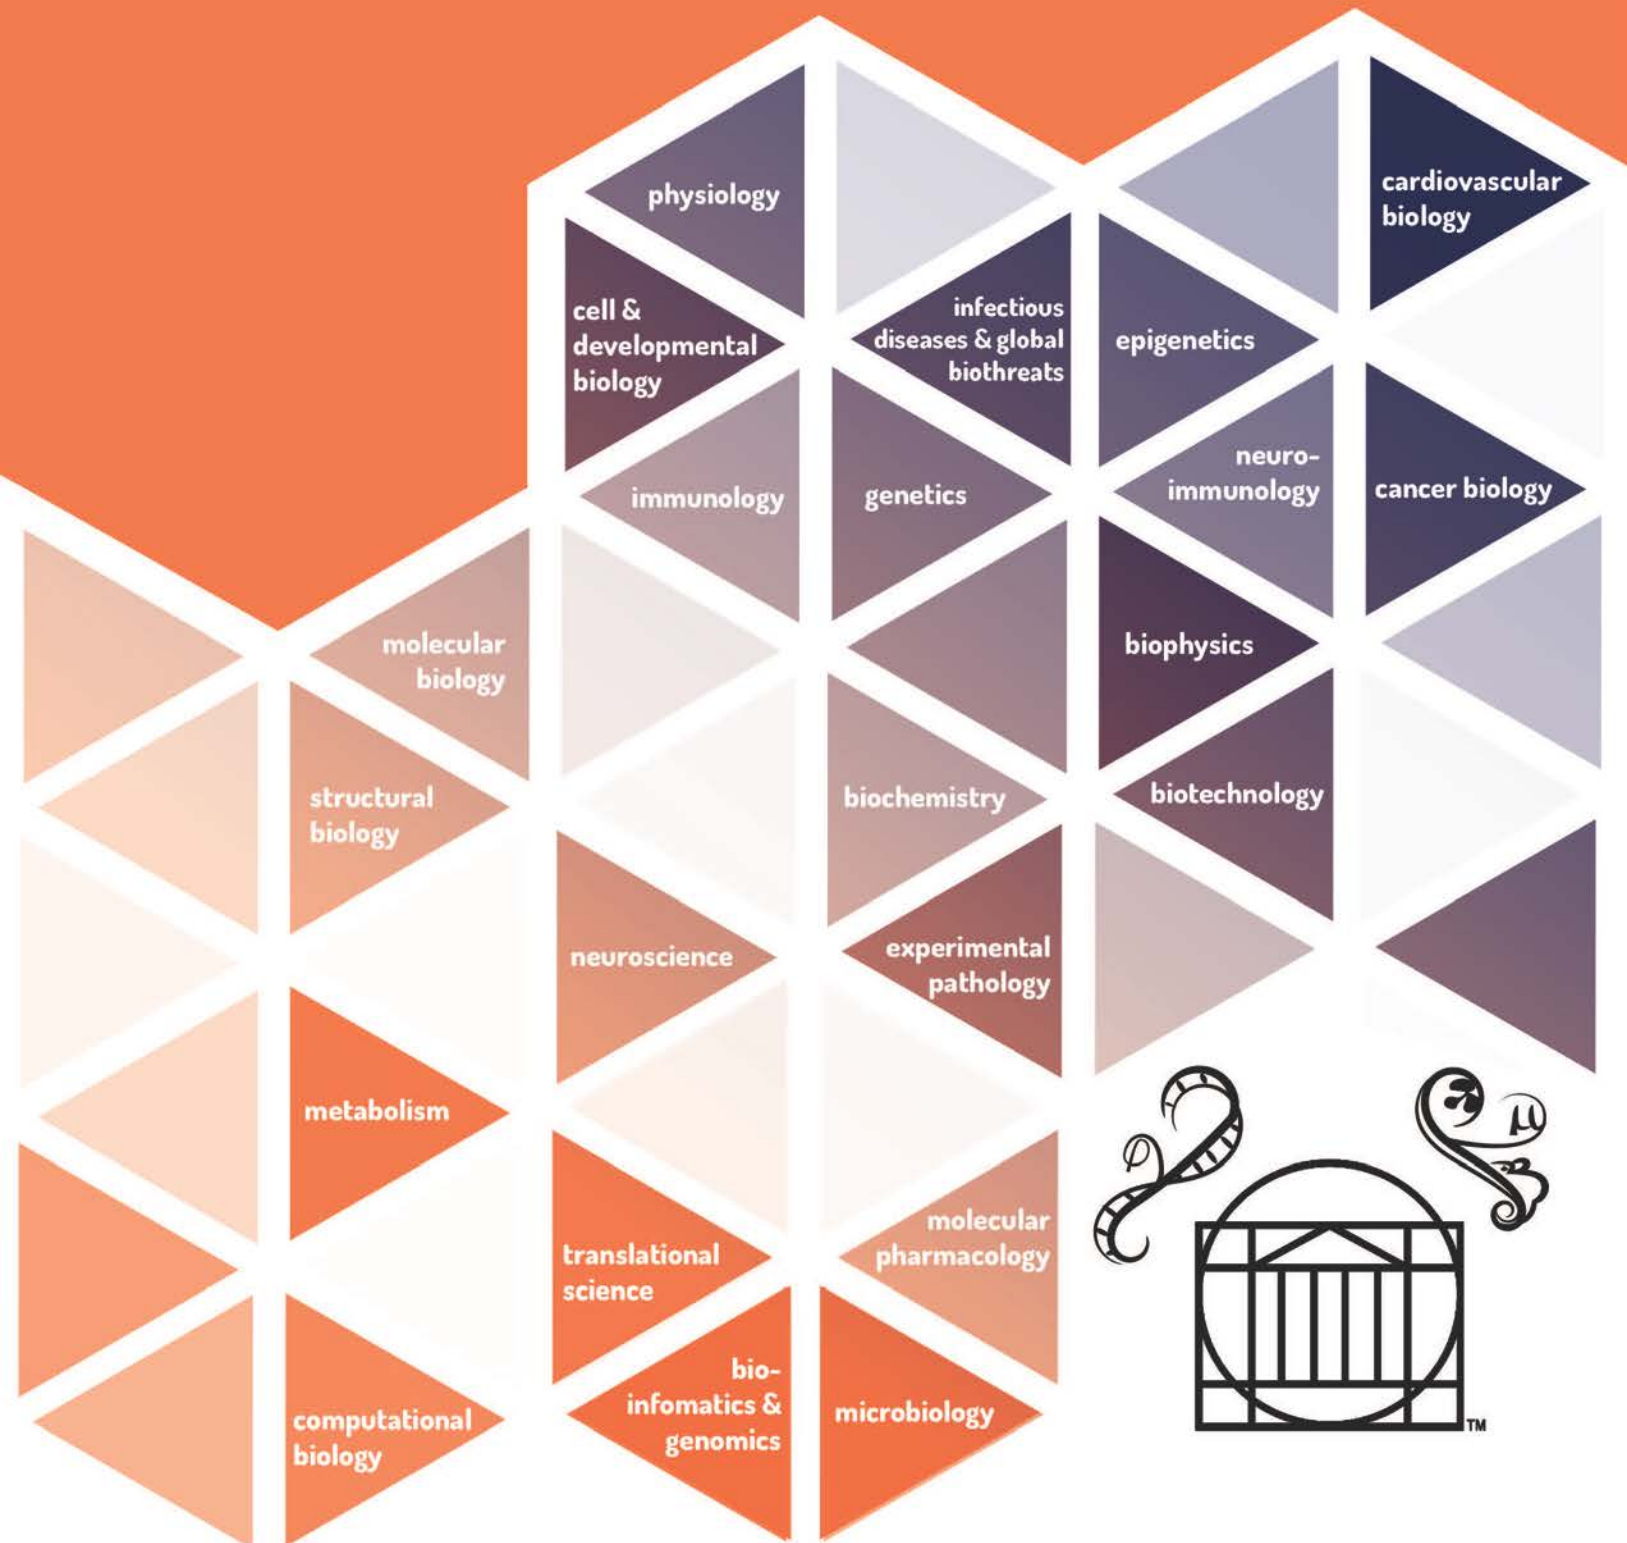 physiology
cardiovascular
biology
cell &
developmental
biology
infectious
diseases & global
biothreats
epigenetics
immunology
genetics
neuro-
immunology
cancer biology
molecular
biology
biophysics
structural
biology
biochemistry
biotechnology
neuroscience
experimental
pathology
metabolism
μ
translational
science
molecular
pharmacology
computational
biology
bio-
infomatics &
genomics
microbiology
TM